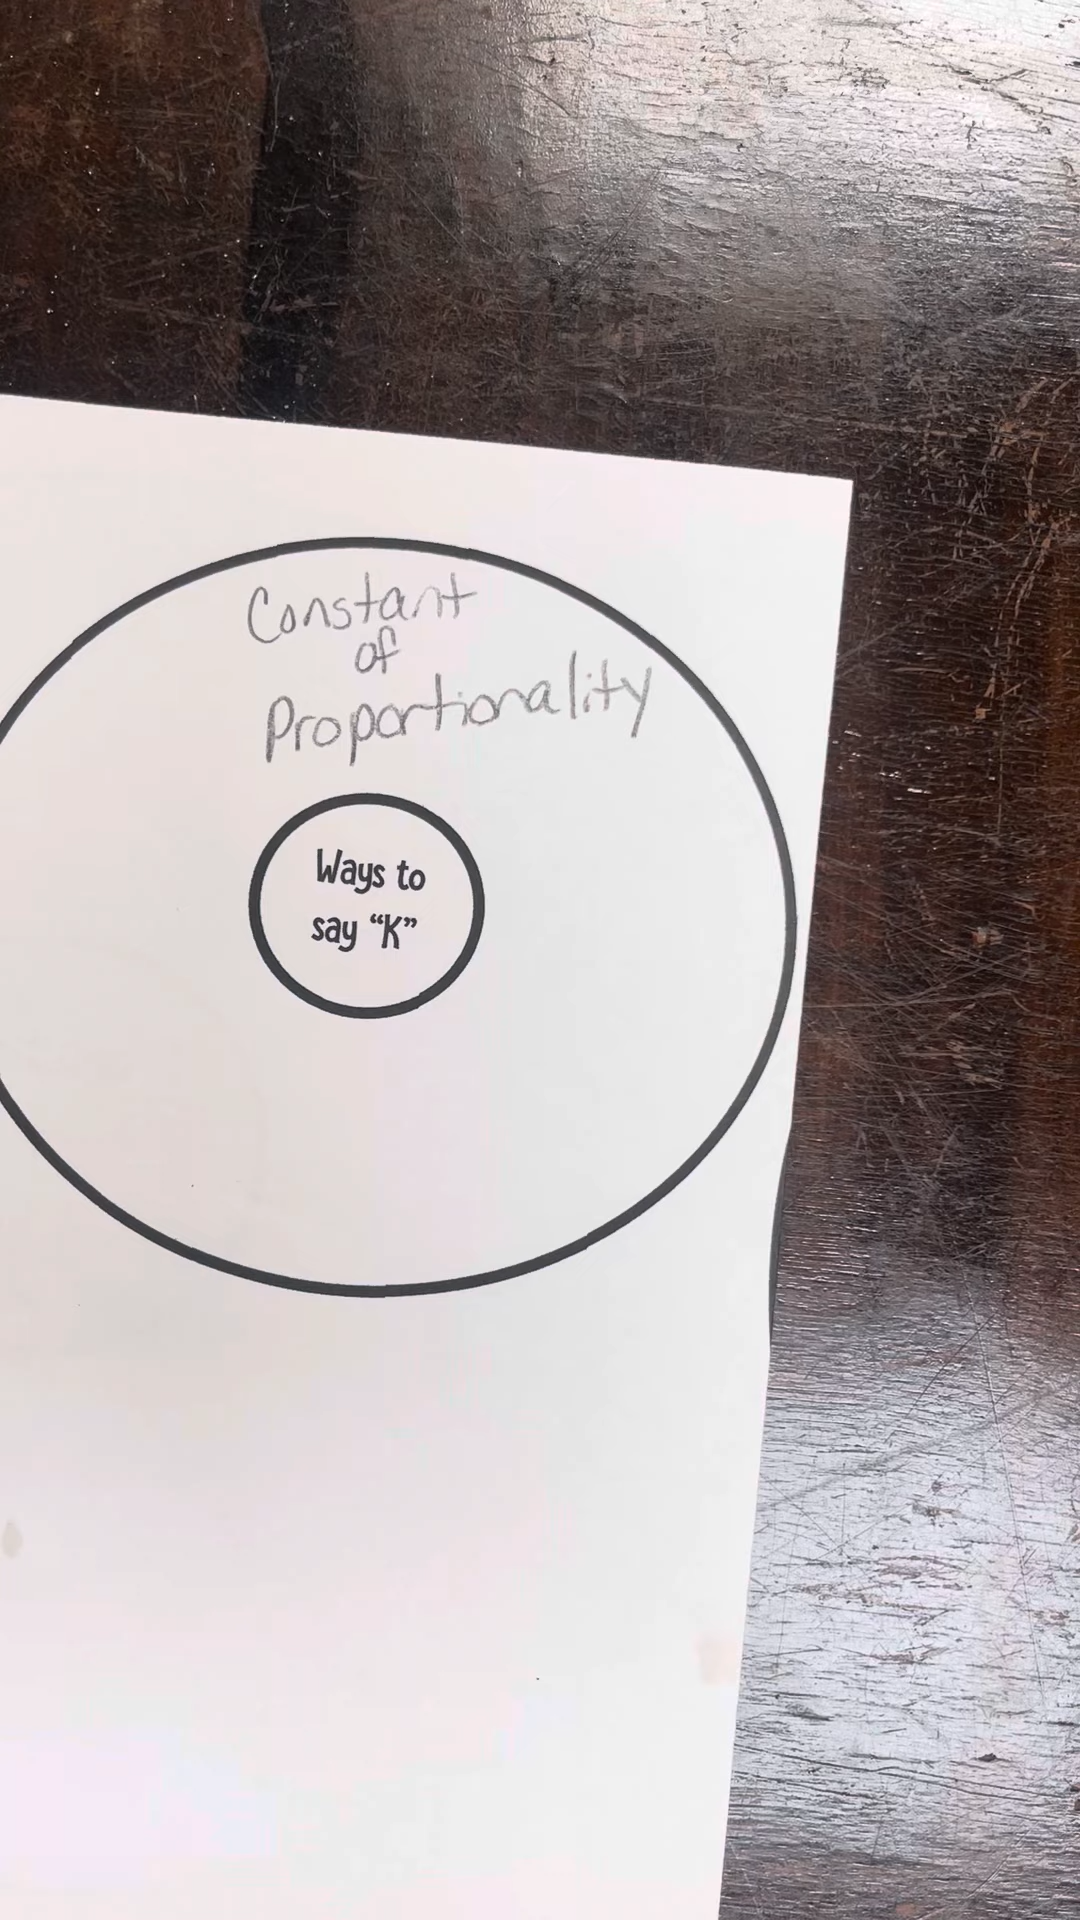 Constant
of
Proportionality
Ways to
say “K”